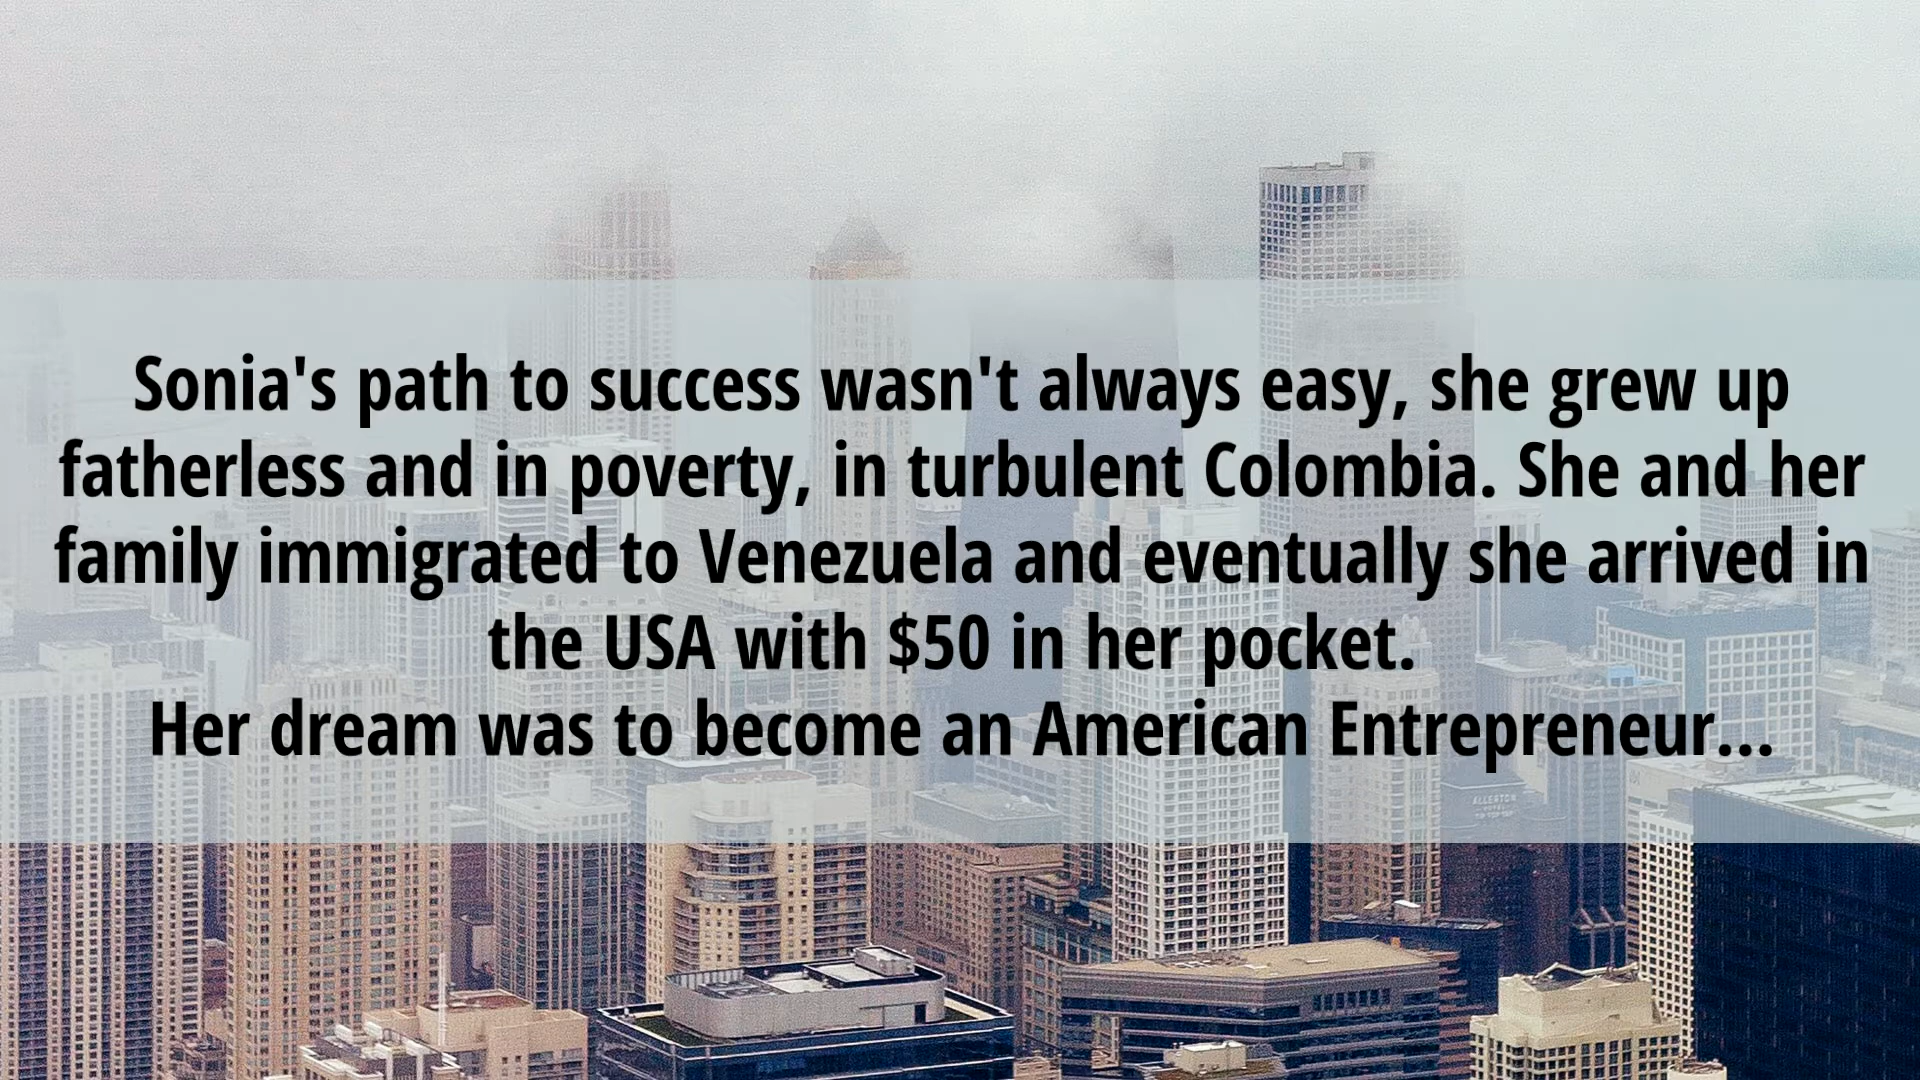 Sonia's path to success wasn't always easy, she grew up
fatherless and in poverty, in turbulent Colombia. She and her
family immigrated to Venezuela and eventually she arrived in
the USA with $50 in her pocket.
Her dream was to become an American Entrepreneur...
ALLERTON